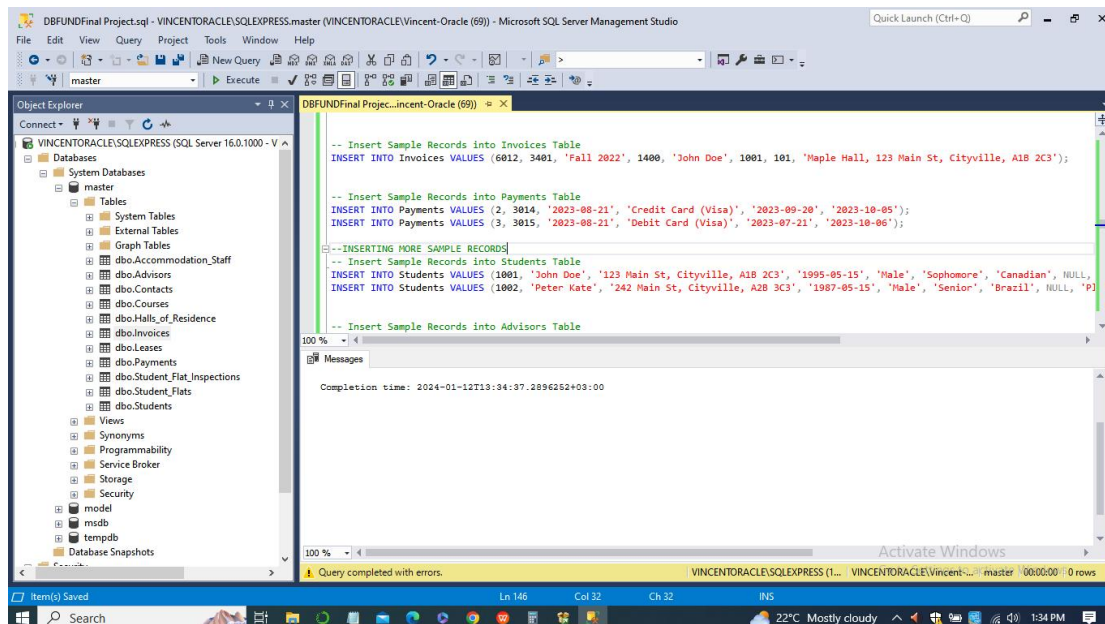 DBFUNDFinal Project.sql - VINCENTORACLE\SQLEXPRESS.master (VINCENTORACLE\Vincent-Oracle (69)) - Microsoft SQL Server Management Studio
Quick Launch (Ctrl+Q)
File Edit View Query Project Tools Window Help
New Query
master
Execute
Object Explorer
DBFUNDFinal Projec...incent-Oracle (69))
Connect
VINCENTORACLE\SQLEXPRESS (SQL Server 16.0.1000 - V
Databases
System Databases
master
Tables
System Tables
External Tables
Graph Tables
dbo.Accommodation_Staff
dbo.Advisors
dbo.Contacts
dbo.Courses
dbo.Halls_of_Residence
dbo.Invoices
dbo.Leases
dbo.Payments
dbo.Student_Flat_Inspections
dbo.Student_Flats
dbo.Students
Views
Synonyms
Programmability
Service Broker
Storage
Security
model
msdb
tempdb
Database Snapshots
-- Insert Sample Records into Invoices Table
INSERT INTO Invoices VALUES (6012, 3401, 'Fall 2022', 1400, 'John Doe', 1001, 101, 'Maple Hall, 123 Main St, Cityville, A1B 2C3');
-- Insert Sample Records into Payments Table
INSERT INTO Payments VALUES (2, 3014, '2023-08-21', 'Credit Card (Visa)', '2023-09-20', '2023-10-05');
INSERT INTO Payments VALUES (3, 3015, '2023-08-21', 'Debit Card (Visa)', '2023-07-21', '2023-10-06');
--INSERTING MORE SAMPLE RECORDS
-- Insert Sample Records into Students Table
INSERT INTO Students VALUES (1001, 'John Doe', '123 Main St, Cityville, A1B 2C3', '1995-05-15', 'Male', 'Sophomore', 'Canadian', NULL,
INSERT INTO Students VALUES (1002, 'Peter Kate', '242 Main St, Cityville, A2B 3C3', '1987-05-15', 'Male', 'Senior', 'Brazil', NULL, 'Pl
-- Insert Sample Records into Advisors Table
100 %
Messages
Completion time: 2024-01-12T13:34:37.2896252+03:00
100 %
Activate Windows
Query completed with errors.
VINCENTORACLE\SQLEXPRESS (1... VINCENTORACLE\Vincent-... master 00:00:00 0 rows
Item(s) Saved
Ln 146 Col 32 Ch 32 INS
Search
22°C Mostly cloudy
1:34 PM